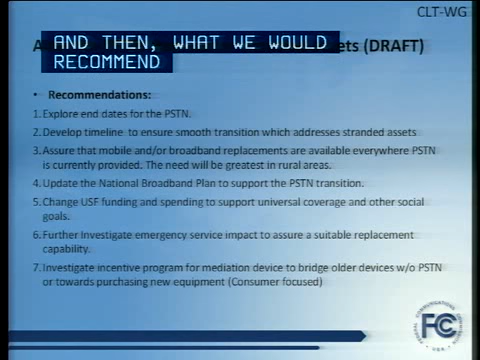 CLT-WG
AND THEN, WHAT WE WOULD
RECOMMEND
ets (DRAFT)
• Recommendations:
1. Explore end dates for the PSTN.
2. Develop timeline to ensure smooth transition which addresses stranded assets
3. Assure that mobile and/or broadband replacements are available everywhere PSTN
is currently provided. The need will be greatest in rural areas.
4. Update the National Broadband Plan to support the PSTN transition.
5. Change USF funding and spending to support universal coverage and other social
goals.
6. Further Investigate emergency service impact to assure a suitable replacement
capability.
7. Investigate incentive program for mediation device to bridge older devices w/o PSTN
or towards purchasing new equipment (Consumer focused)
FEDERAL COMMUNICATIONS COMMISSION
FCC
USA